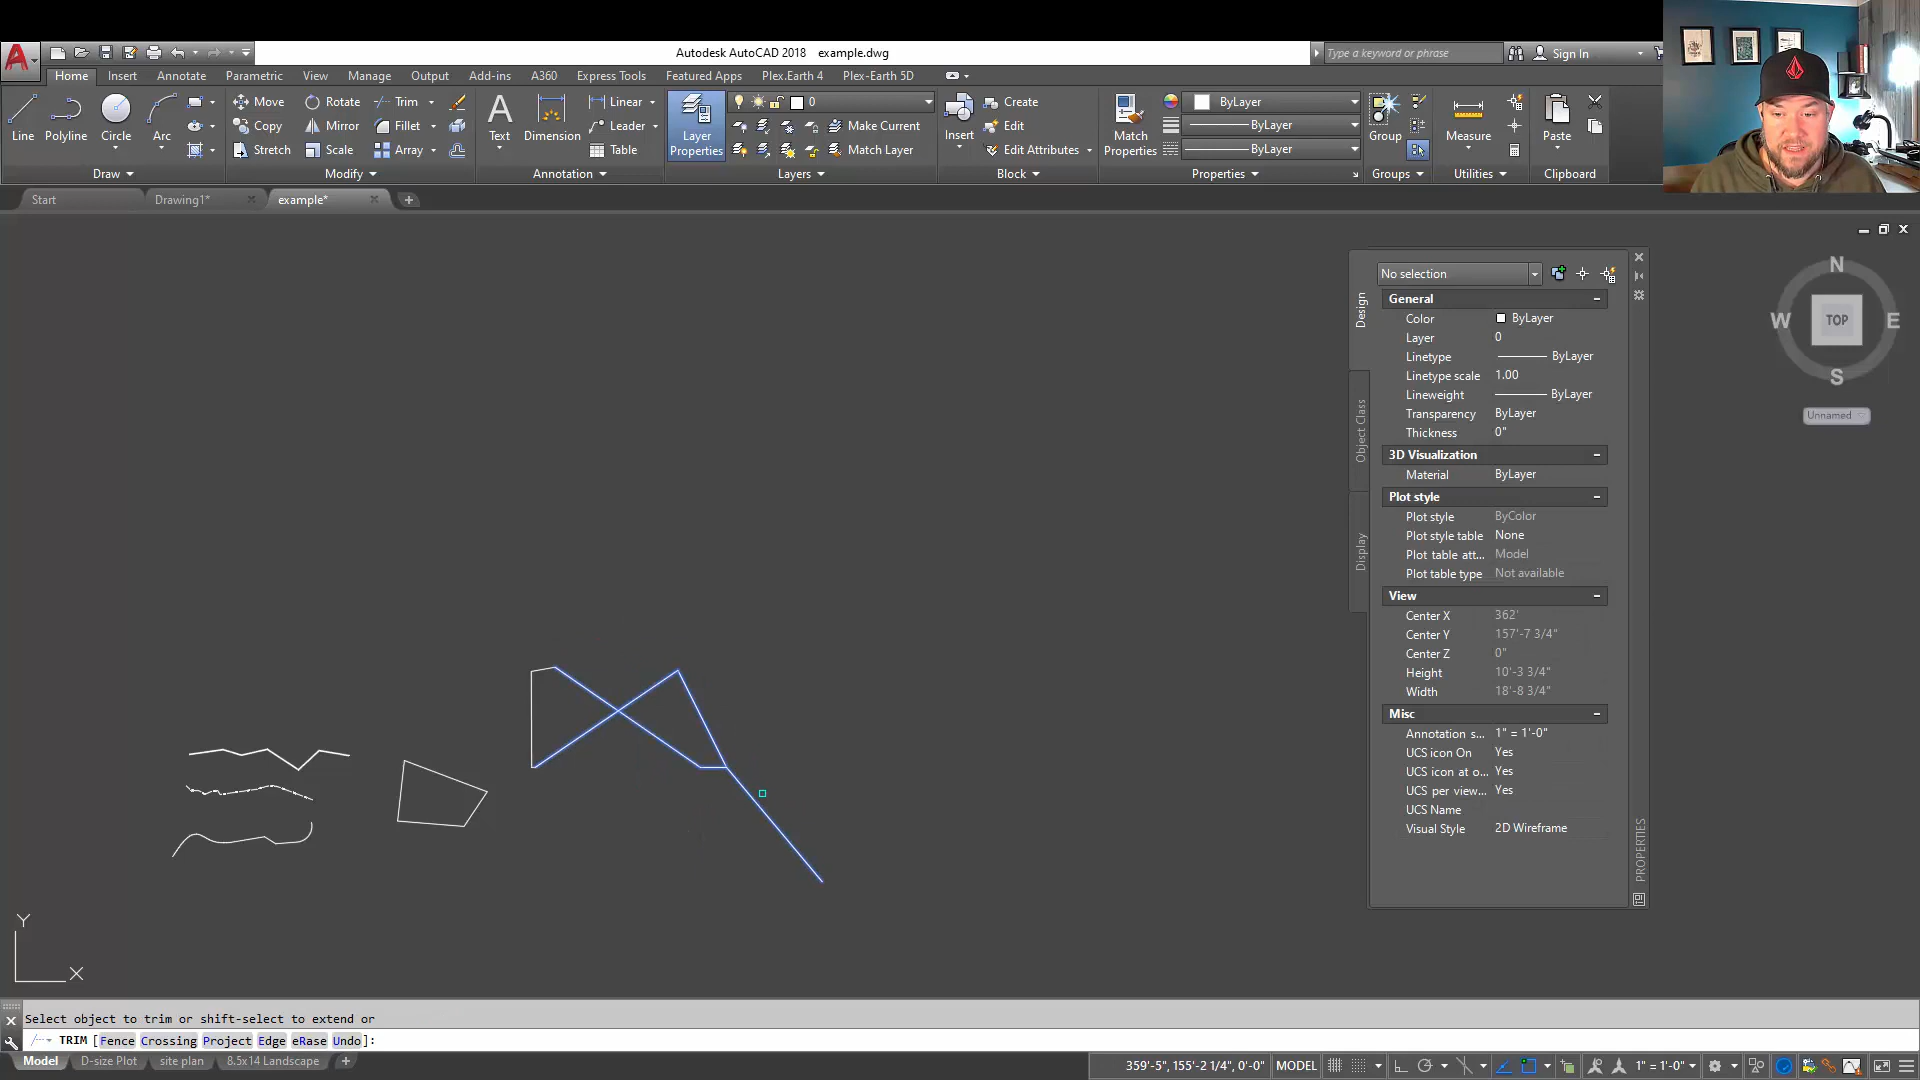 Autodesk AutoCAD 2018 example.dwg
Type a keyword or phrase
Sign In
Home Insert Annotate Parametric View Manage Output Add-ins A360 Express Tools Featured Apps Plex.Earth 4 Plex-Earth 5D
Line Polyline Circle Arc
Move Rotate Trim
Copy Mirror Fillet
Stretch Scale Array
Text Dimension
Linear
Leader
Table
Layer Properties
0
Make Current
Match Layer
Insert
Create
Edit
Edit Attributes
Match Properties
ByLayer
ByLayer
ByLayer
Group
Measure
Paste
Draw Modify Annotation Layers Block Properties Groups Utilities Clipboard
Start Drawing1* example*
N
W TOP E
S
Unnamed
No selection
Design
Object Class
Display
General
Color ByLayer
Layer 0
Linetype ByLayer
Linetype scale 1.00
Lineweight ByLayer
Transparency ByLayer
Thickness 0"
3D Visualization
Material ByLayer
Plot style
Plot style ByColor
Plot style table None
Plot table att... Model
Plot table type Not available
View
Center X 362'
Center Y 157'-7 3/4"
Center Z 0"
Height 10'-3 3/4"
Width 18'-8 3/4"
Misc
Annotation s... 1" = 1'-0"
UCS icon On Yes
UCS icon at o... Yes
UCS per view... Yes
UCS Name
Visual Style 2D Wireframe
PROPERTIES
Y
X
Select object to trim or shift-select to extend or
TRIM [Fence Crossing Project Edge eRase Undo]:
Model D-size Plot site plan 8.5x14 Landscape
359'-5", 155'-2 1/4", 0'-0" MODEL 1" = 1'-0"